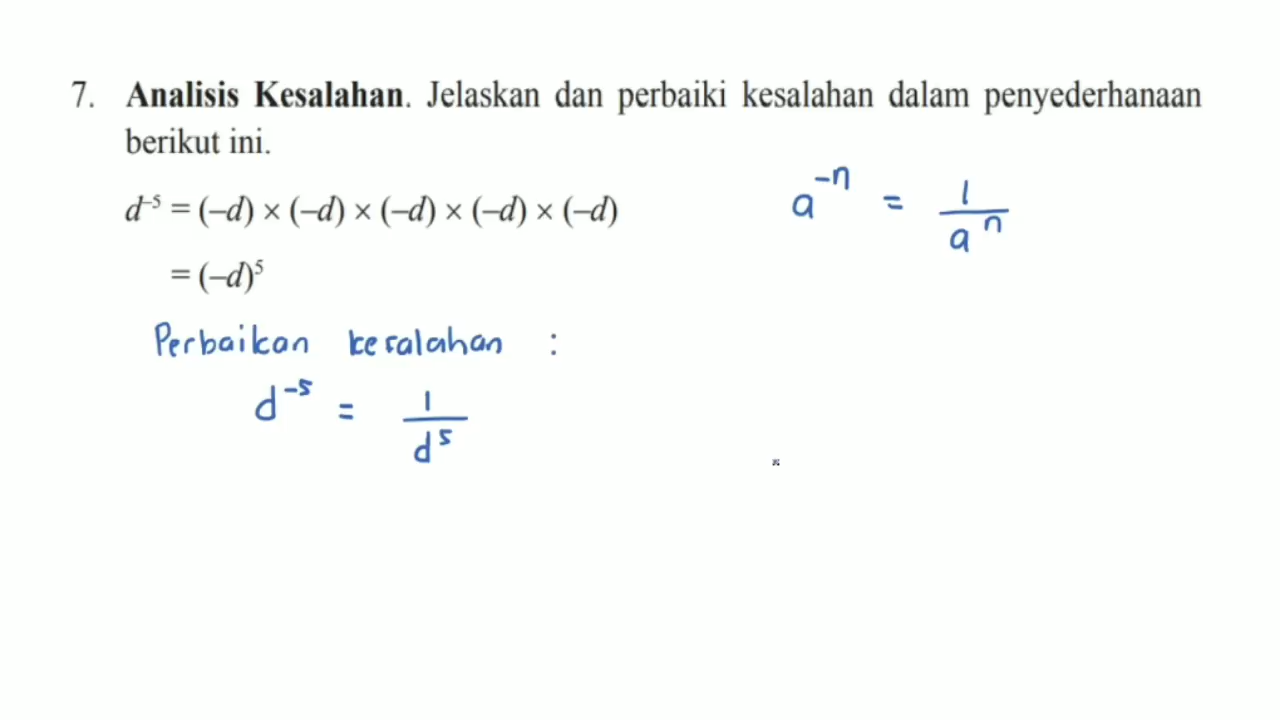 7. Analisis Kesalahan. Jelaskan dan perbaiki kesalahan dalam penyederhanaan
berikut ini.
d⁻⁵ = (–d) × (–d) × (–d) × (–d) × (–d)
= (–d)⁵
a⁻ⁿ = 1/aⁿ
Perbaikan kesalahan :
d⁻⁵ = 1/d⁵